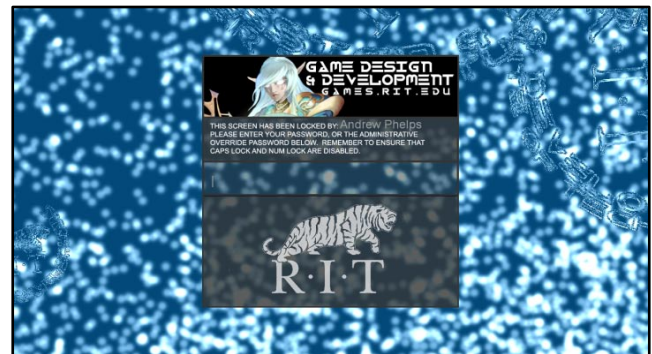 GAME DESIGN
& DEVELOPMENT
GAMES.RIT.EDU
THIS SCREEN HAS BEEN LOCKED BY: Andrew Phelps
PLEASE ENTER YOUR PASSWORD, OR THE ADMINISTRATIVE
OVERRIDE PASSWORD BELOW. REMEMBER TO ENSURE THAT
CAPS LOCK AND NUM LOCK ARE DISABLED.
R·I·T